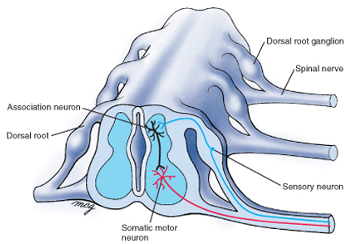 Dorsal root ganglion
Spinal nerve
Association neuron
Dorsal root
Sensory neuron
Somatic motor
neuron
mcg